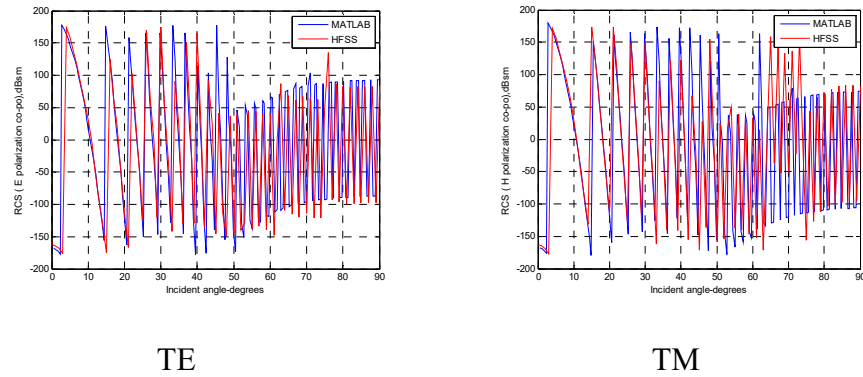 200
150
100
50
0
-50
-100
-150
-200
RCS ( E polarization co-po),dBsm
0 10 20 30 40 50 60 70 80 90
Incident angle-degrees
MATLAB
HFSS
TE
200
150
100
50
0
-50
-100
-150
-200
RCS ( H polarization co-po),dBsm
0 10 20 30 40 50 60 70 80 90
Incident angle-degrees
MATLAB
HFSS
TM